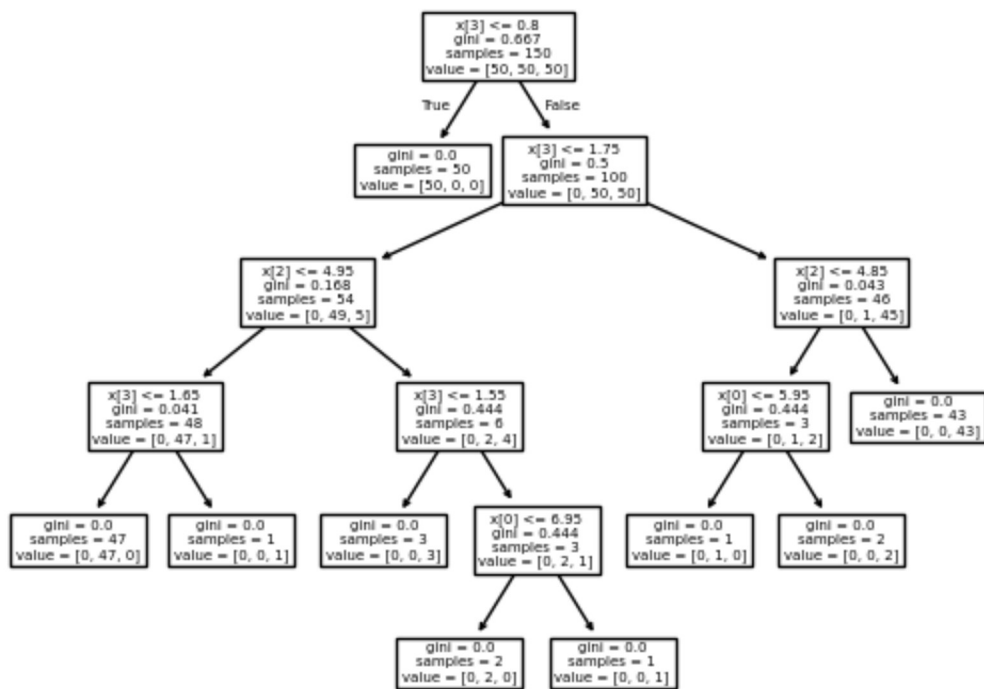 x[3] <= 0.8
gini = 0.667
samples = 150
value = [50, 50, 50]
True
False
gini = 0.0
samples = 50
value = [50, 0, 0]
x[3] <= 1.75
gini = 0.5
samples = 100
value = [0, 50, 50]
x[2] <= 4.95
gini = 0.168
samples = 54
value = [0, 49, 5]
x[2] <= 4.85
gini = 0.043
samples = 46
value = [0, 1, 45]
x[3] <= 1.65
gini = 0.041
samples = 48
value = [0, 47, 1]
x[3] <= 1.55
gini = 0.444
samples = 6
value = [0, 2, 4]
x[0] <= 5.95
gini = 0.444
samples = 3
value = [0, 1, 2]
gini = 0.0
samples = 43
value = [0, 0, 43]
gini = 0.0
samples = 47
value = [0, 47, 0]
gini = 0.0
samples = 1
value = [0, 0, 1]
gini = 0.0
samples = 3
value = [0, 0, 3]
x[0] <= 6.95
gini = 0.444
samples = 3
value = [0, 2, 1]
gini = 0.0
samples = 1
value = [0, 1, 0]
gini = 0.0
samples = 2
value = [0, 0, 2]
gini = 0.0
samples = 2
value = [0, 2, 0]
gini = 0.0
samples = 1
value = [0, 0, 1]